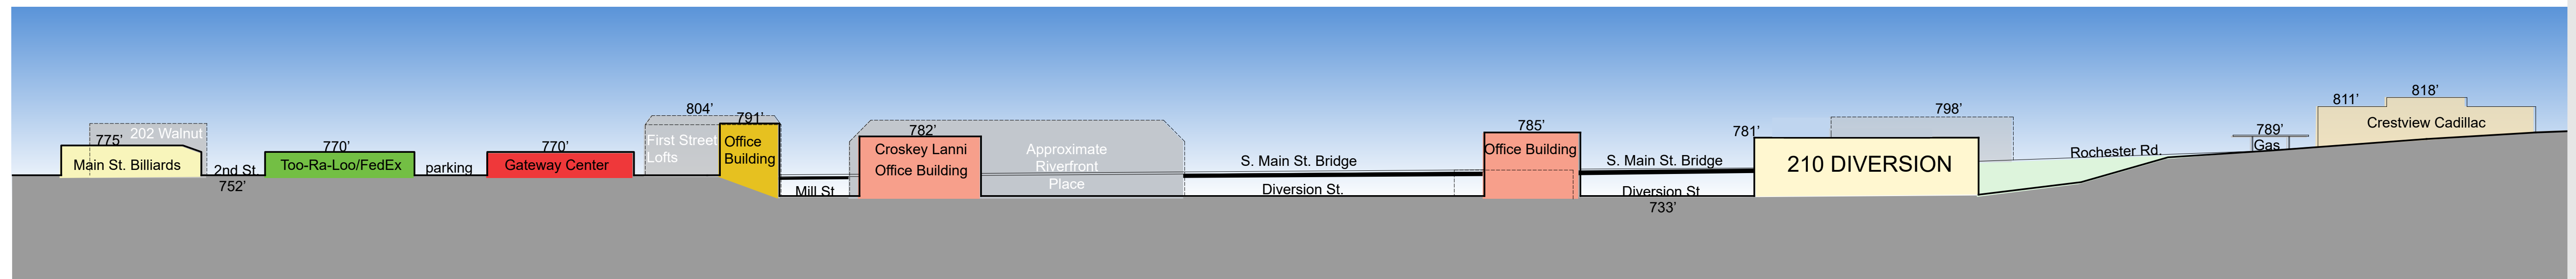 775’
202 Walnut
Main St. Billiards
2nd St
752’
770’
Too-Ra-Loo/FedEx
parking
770’
Gateway Center
804’
First Street
Lofts
791’
Office
Building
Mill St
782’
Croskey Lanni
Office Building
Approximate
Riverfront
Place
S. Main St. Bridge
Diversion St.
785’
Office Building
S. Main St. Bridge
Diversion St.
733’
781’
210 DIVERSION
798’
Rochester Rd.
789’
Gas
811’
818’
Crestview Cadillac